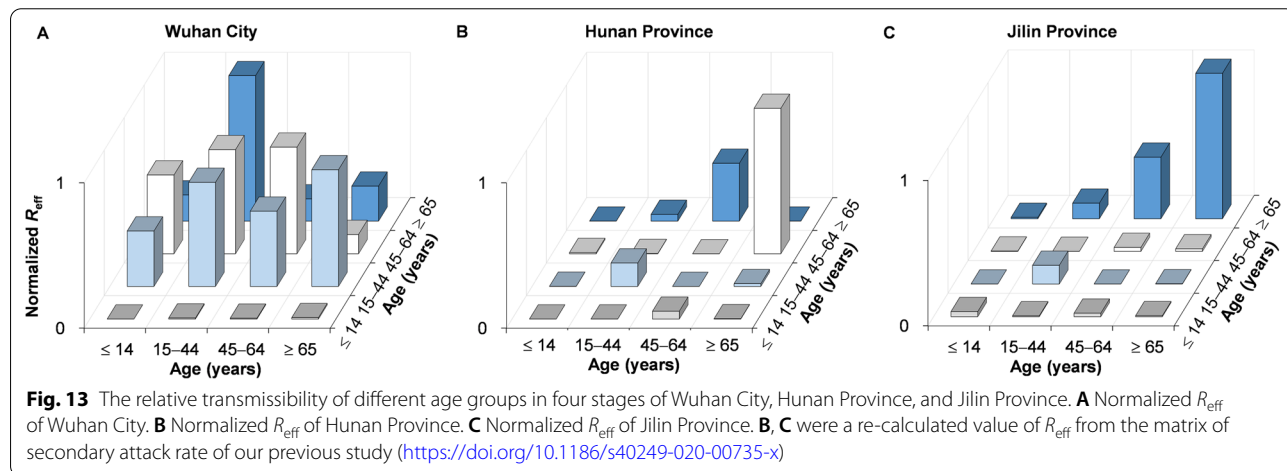 A Wuhan City
B Hunan Province
C Jilin Province
Normalized Reff
1
0
≤ 14 15–44 45–64 ≥ 65
Age (years)
≤ 14 15–44 45–64 ≥ 65
Age (years)
1
0
≤ 14 15–44 45–64 ≥ 65
Age (years)
≤ 14 15–44 45–64 ≥ 65
Age (years)
1
0
≤ 14 15–44 45–64 ≥ 65
Age (years)
≤ 14 15–44 45–64 ≥ 65
Age (years)
Fig. 13 The relative transmissibility of different age groups in four stages of Wuhan City, Hunan Province, and Jilin Province. A Normalized Reff
of Wuhan City. B Normalized Reff of Hunan Province. C Normalized Reff of Jilin Province. B, C were a re-calculated value of Reff from the matrix of
secondary attack rate of our previous study (https://doi.org/10.1186/s40249-020-00735-x)